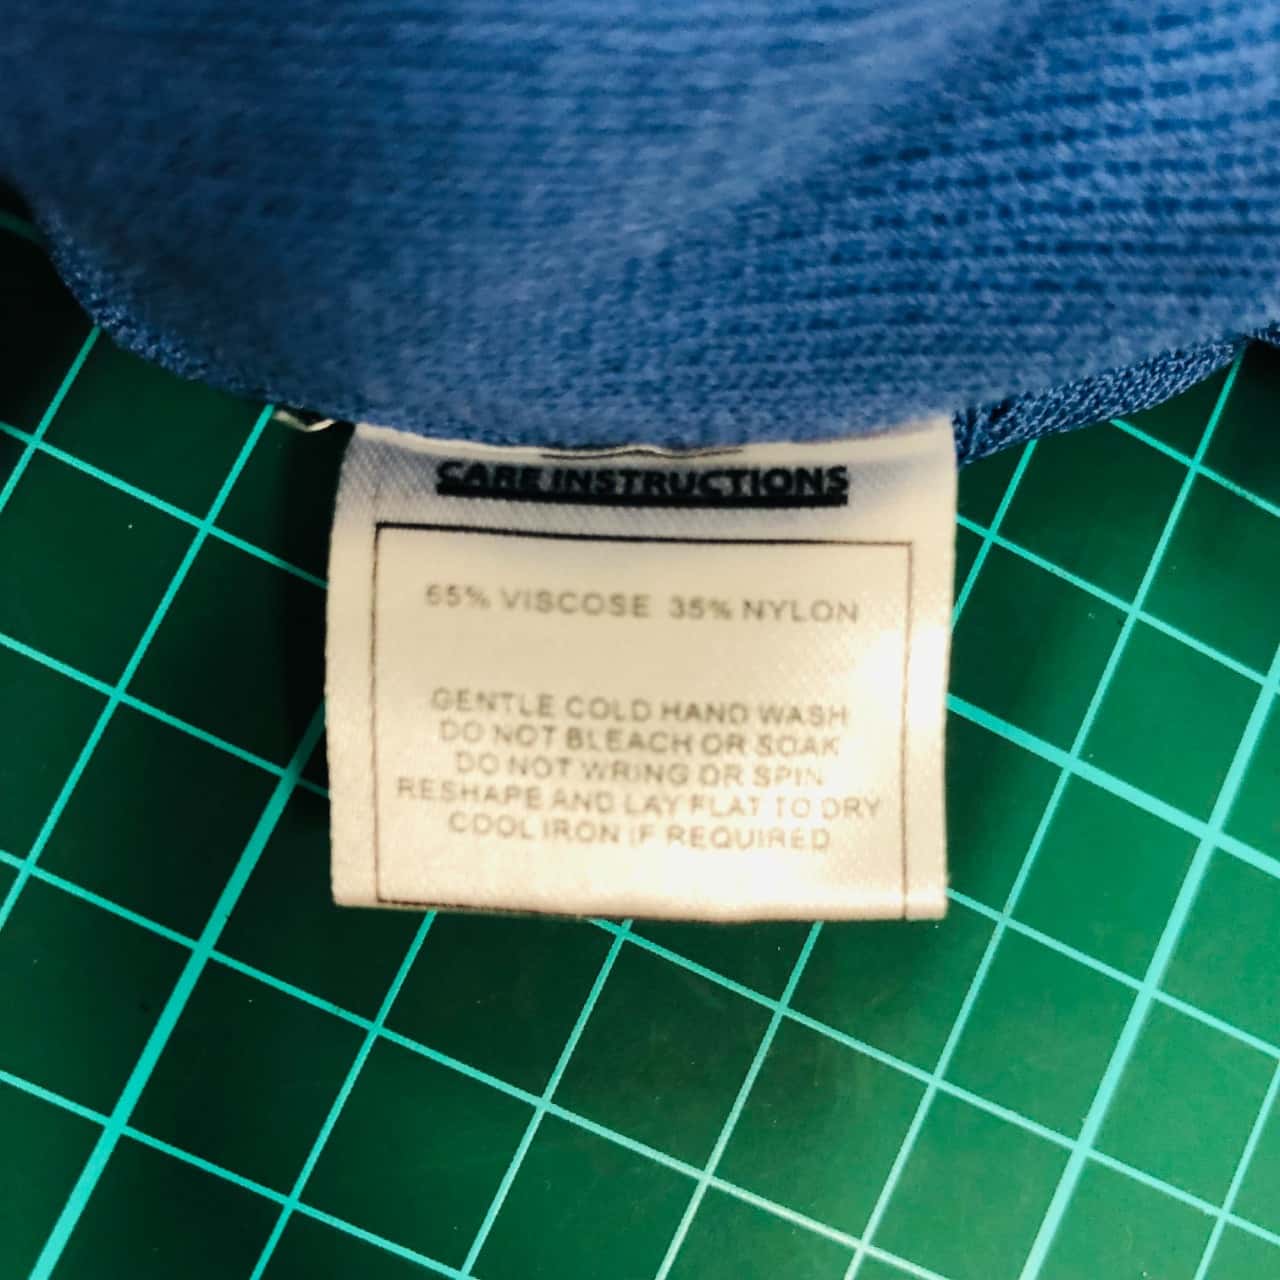 CARE INSTRUCTIONS
65% VISCOSE 35% NYLON
GENTLE COLD HAND WASH
DO NOT BLEACH OR SOAK
DO NOT WRING OR SPIN
RESHAPE AND LAY FLAT TO DRY
COOL IRON IF REQUIRED